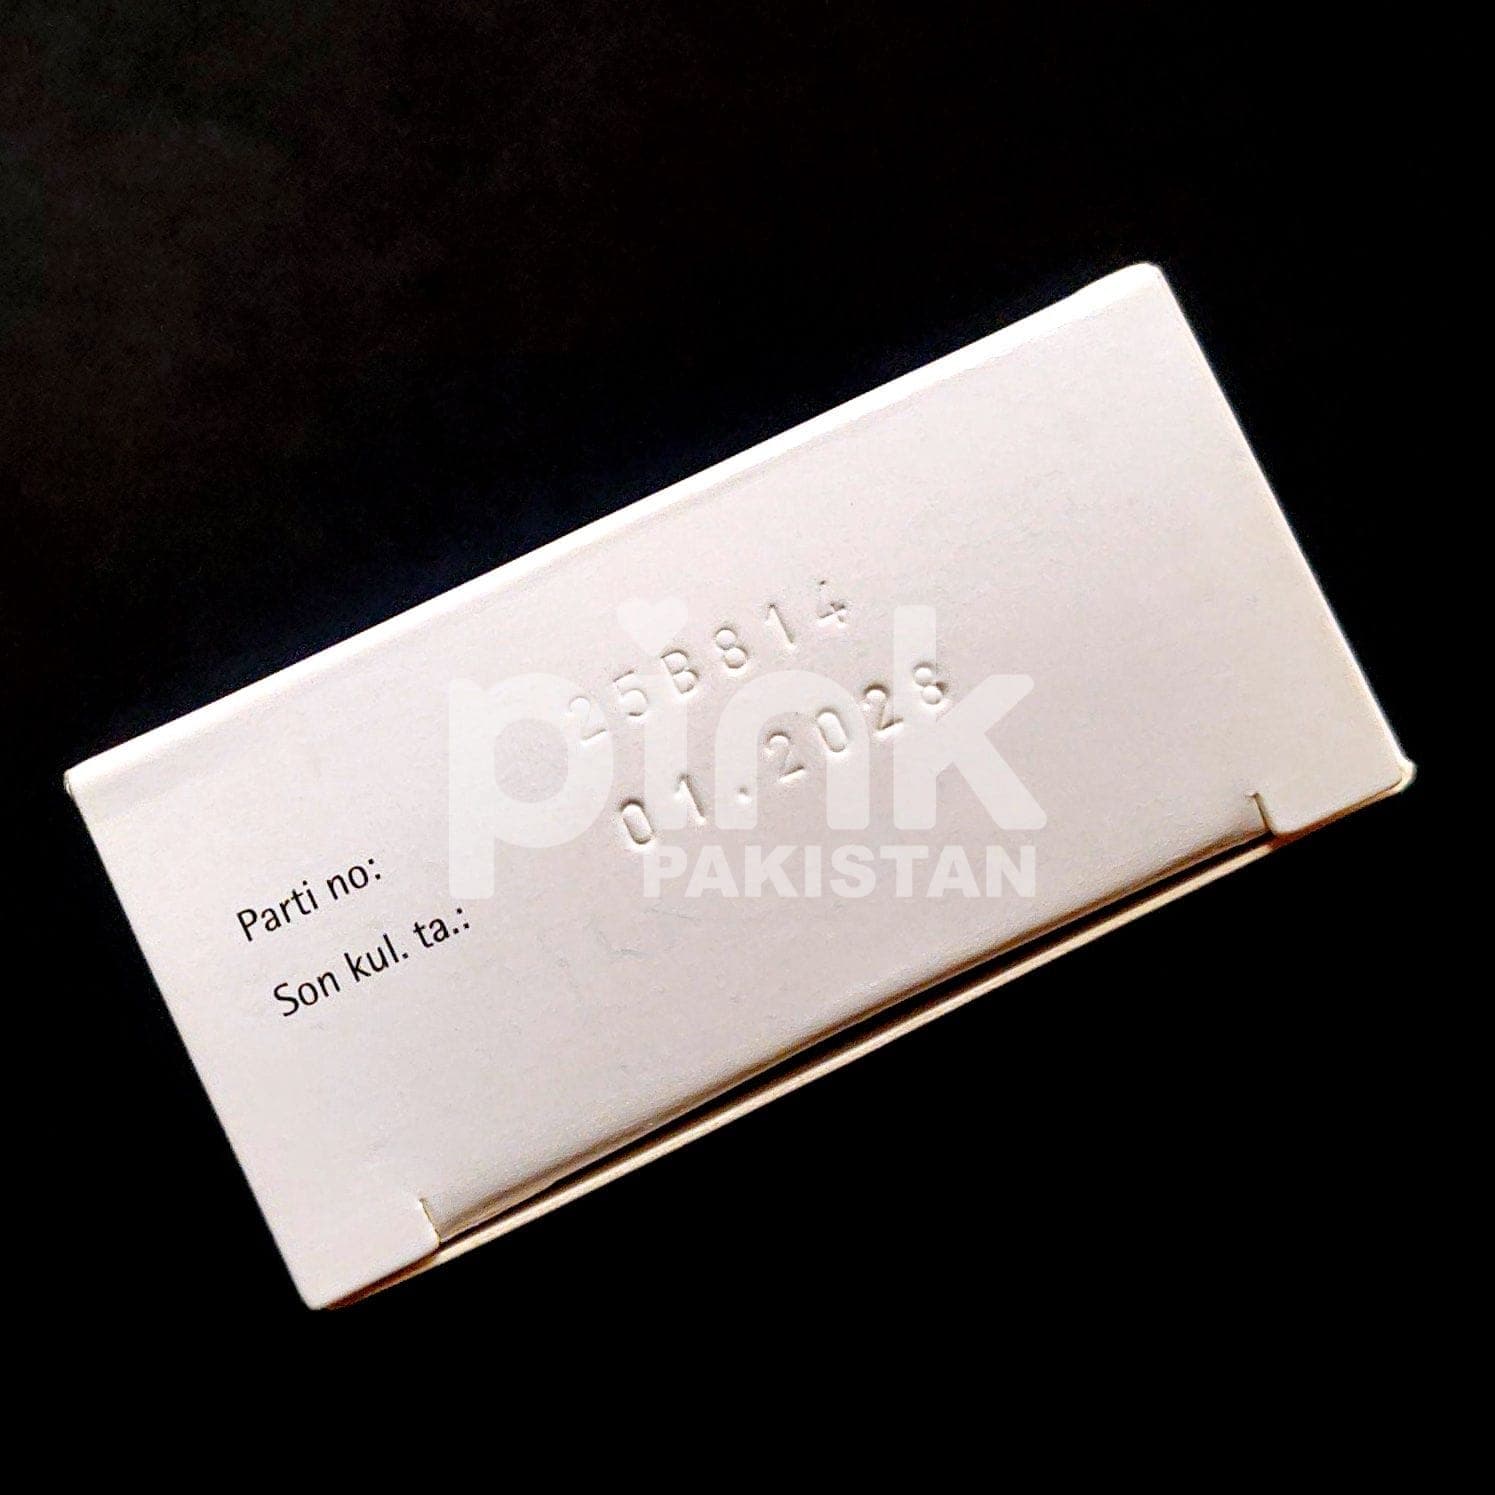 25B814
01.2028
Parti no:
Son kul. ta.:
pink
PAKISTAN